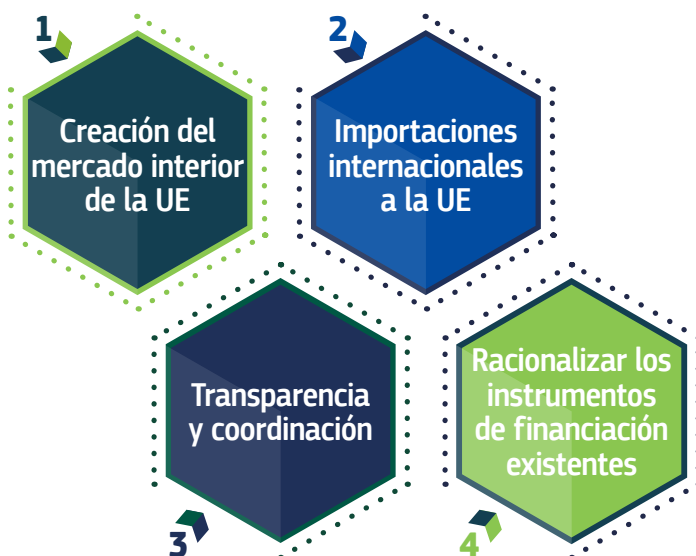 1
Creación del
mercado interior
de la UE
2
Importaciones
internacionales
a la UE
3
Transparencia
y coordinación
4
Racionalizar los
instrumentos
de financiación
existentes